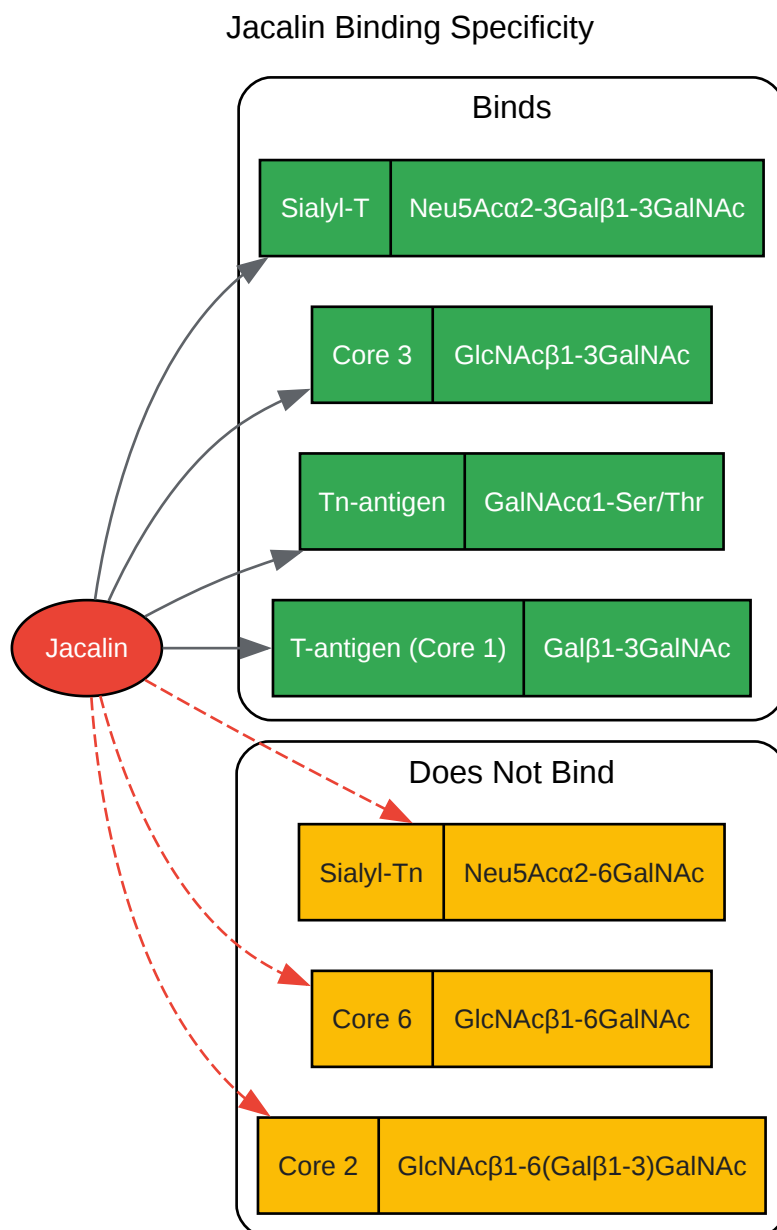 Jacalin Binding Specificity
Binds
Sialyl-T Neu5Acα2-3Galβ1-3GalNAc
Core 3 GlcNAcβ1-3GalNAc
Tn-antigen GalNAcα1-Ser/Thr
T-antigen (Core 1) Galβ1-3GalNAc
Jacalin
Does Not Bind
Sialyl-Tn Neu5Acα2-6GalNAc
Core 6 GlcNAcβ1-6GalNAc
Core 2 GlcNAcβ1-6(Galβ1-3)GalNAc